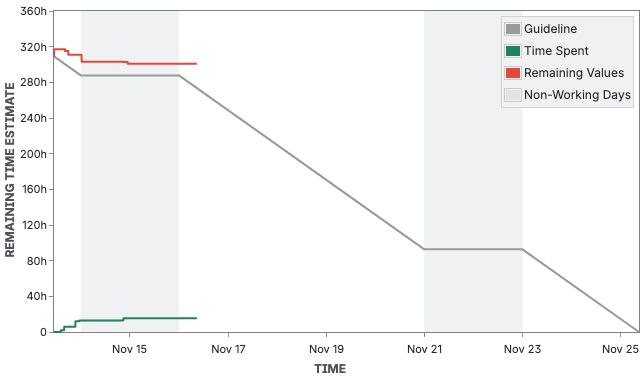 360h
320h
280h
240h
200h
160h
120h
80h
40h
0
REMAINING TIME ESTIMATE
Guideline
Time Spent
Remaining Values
Non-Working Days
Nov 15
Nov 17
Nov 19
Nov 21
Nov 23
Nov 25
TIME